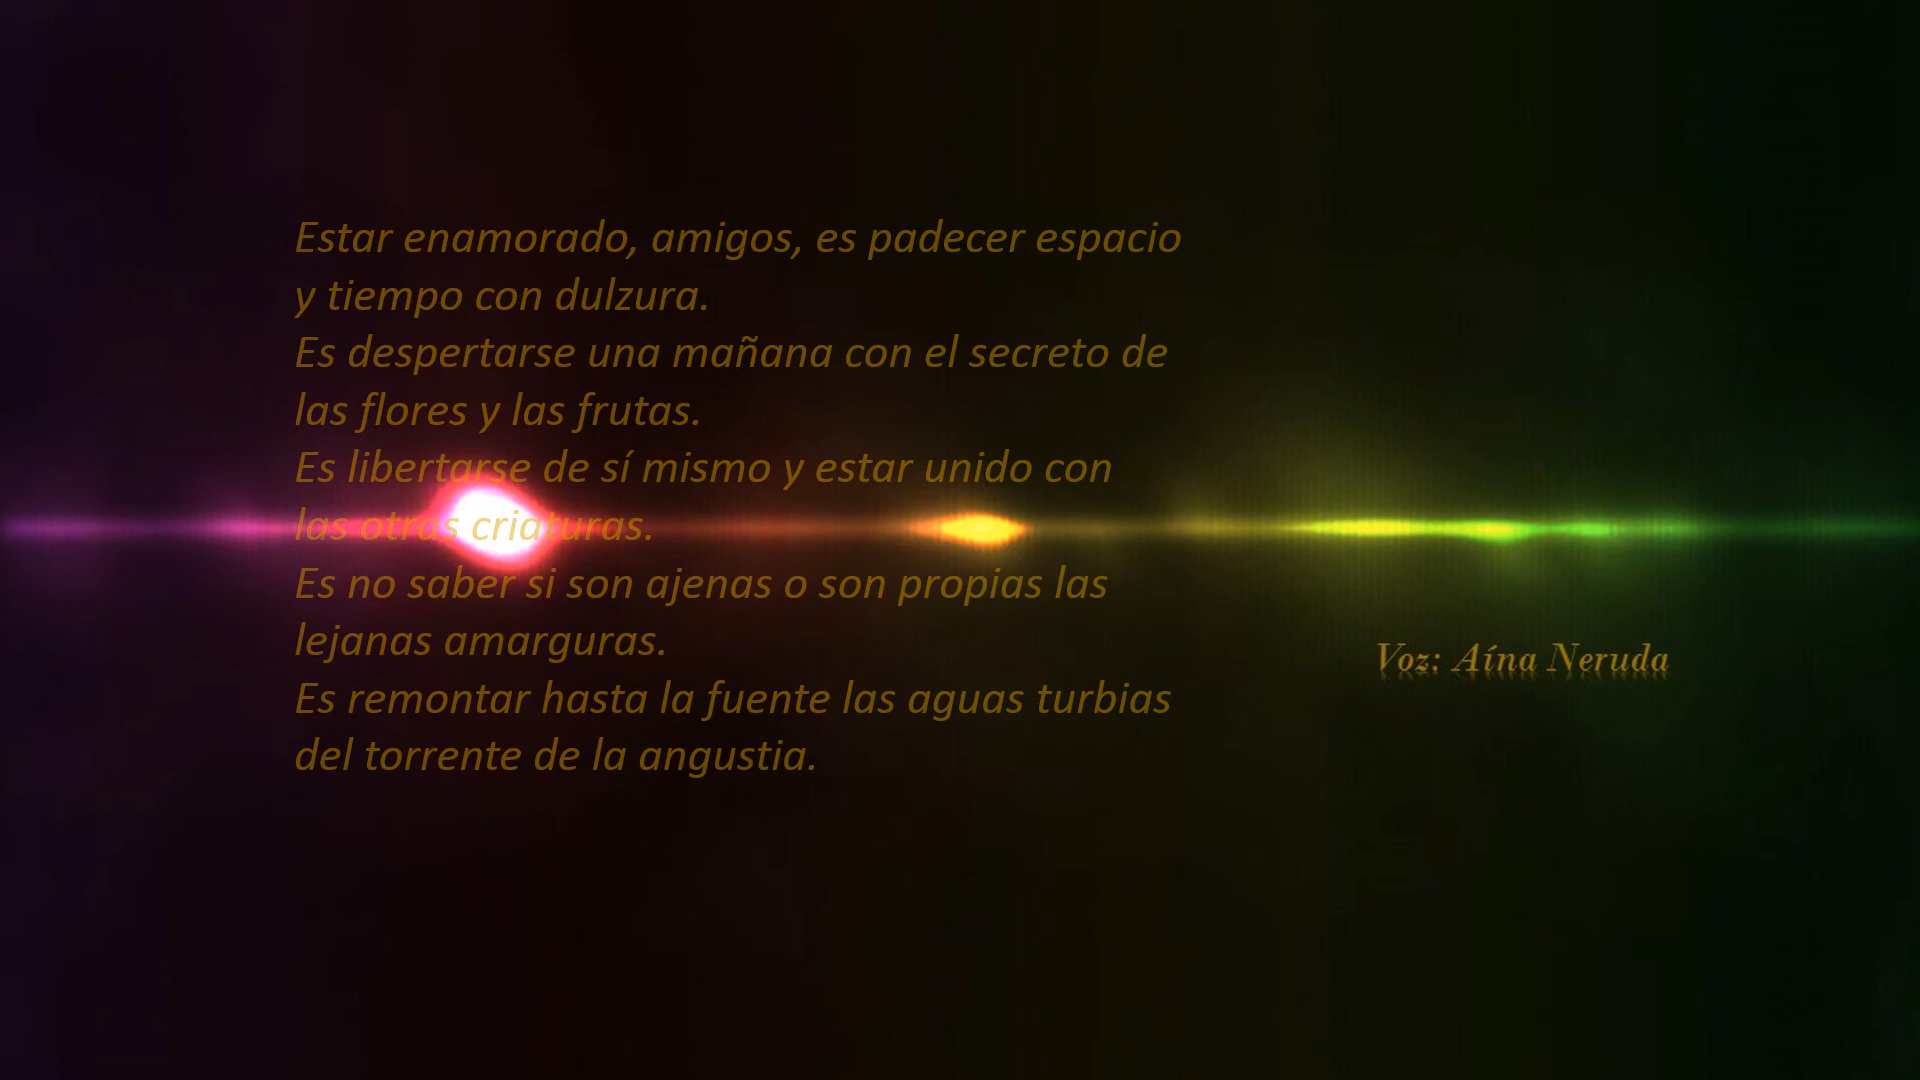 Estar enamorado, amigos, es padecer espacio
y tiempo con dulzura.
Es despertarse una mañana con el secreto de
las flores y las frutas.
Es libertarse de sí mismo y estar unido con
las otras criaturas.
Es no saber si son ajenas o son propias las
lejanas amarguras.
Es remontar hasta la fuente las aguas turbias
del torrente de la angustia.
Voz: Aína Neruda